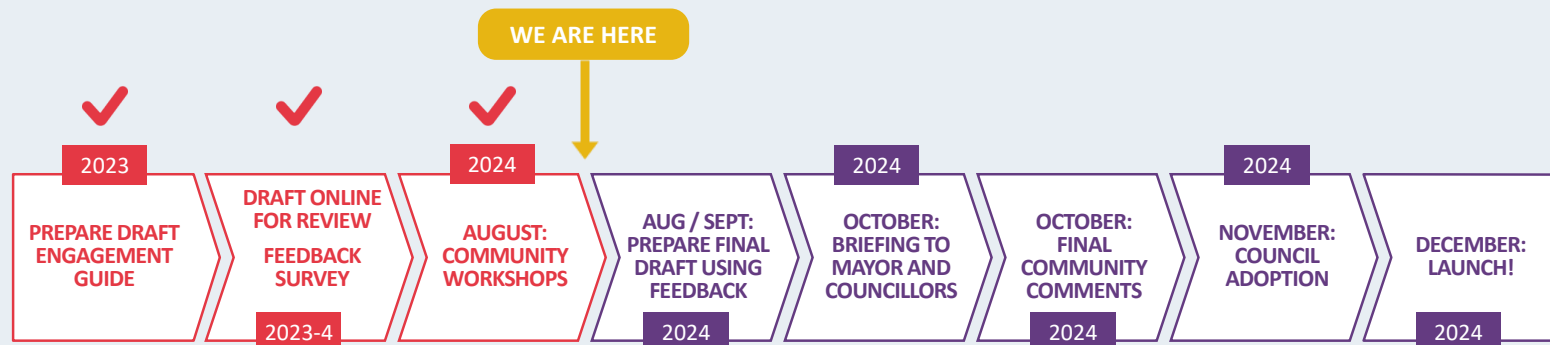 WE ARE HERE
2023
PREPARE DRAFT
ENGAGEMENT
GUIDE
DRAFT ONLINE
FOR REVIEW
FEEDBACK
SURVEY
2023-4
2024
AUGUST:
COMMUNITY
WORKSHOPS
AUG / SEPT:
PREPARE FINAL
DRAFT USING
FEEDBACK
2024
2024
OCTOBER:
BRIEFING TO
MAYOR AND
COUNCILLORS
OCTOBER:
FINAL
COMMUNITY
COMMENTS
2024
2024
NOVEMBER:
COUNCIL
ADOPTION
DECEMBER:
LAUNCH!
2024